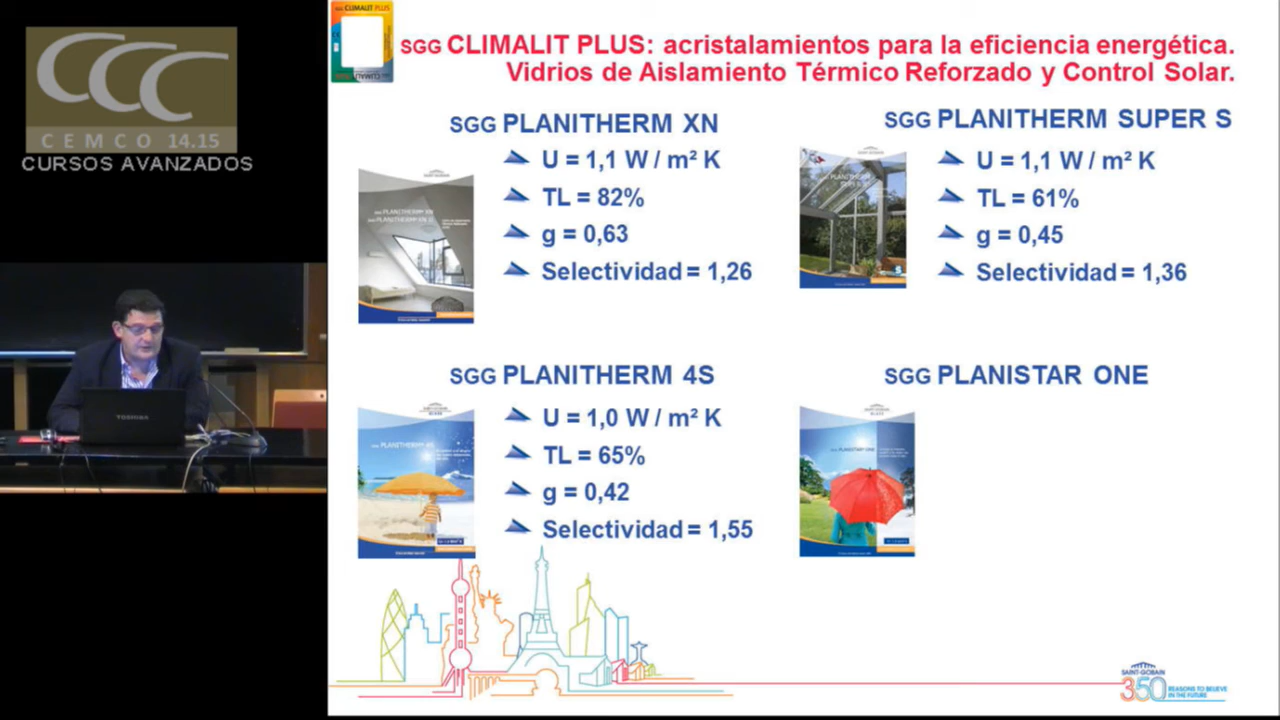 CCC
CEMCO 14.15
CURSOS AVANZADOS
TOSHIBA
SGG CLIMALIT PLUS
SGG CLIMALIT PLUS: acristalamientos para la eficiencia energética.
Vidrios de Aislamiento Térmico Reforzado y Control Solar.
SGG PLANITHERM XN
U = 1,1 W / m² K
TL = 82%
g = 0,63
Selectividad = 1,26
SGG PLANITHERM SUPER S
U = 1,1 W / m² K
TL = 61%
g = 0,45
Selectividad = 1,36
SGG PLANITHERM 4S
U = 1,0 W / m² K
TL = 65%
g = 0,42
Selectividad = 1,55
SGG PLANISTAR ONE
SAINT-GOBAIN
350 REASONS TO BELIEVE
IN THE FUTURE